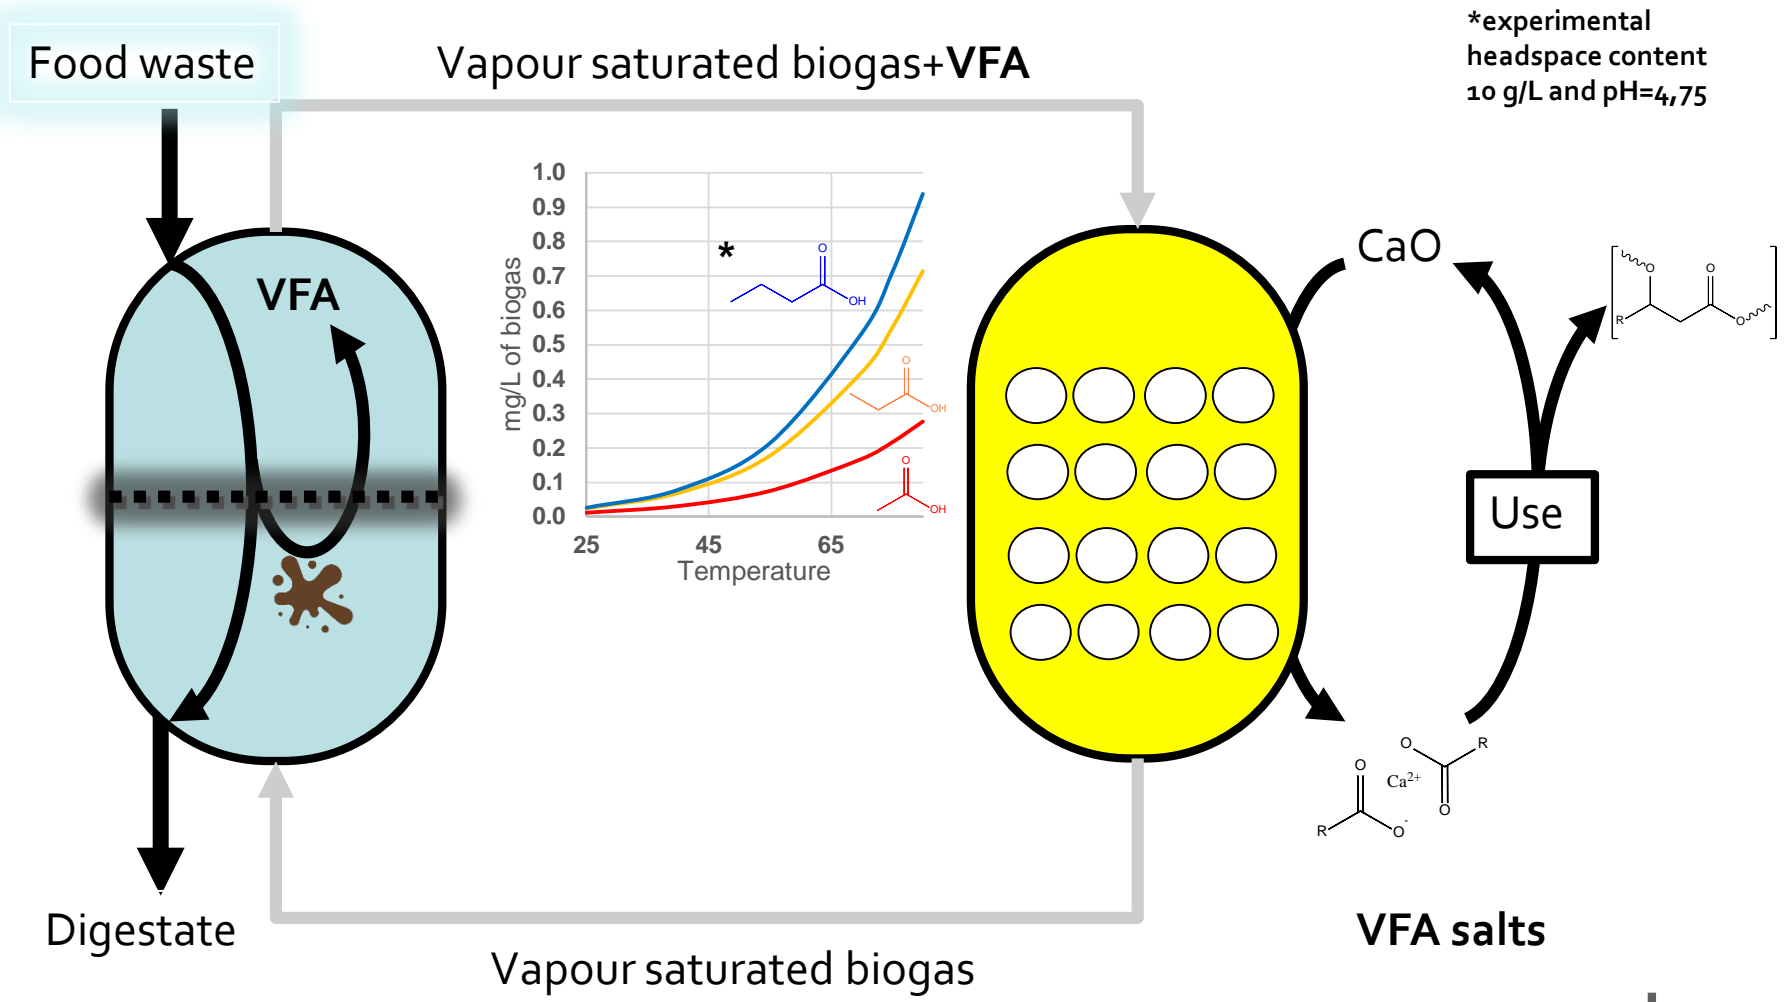 Food waste
Vapour saturated biogas+VFA
*experimental
headspace content
10 g/L and pH=4,75
VFA
1.0
0.9
0.8
0.7
0.6
0.5
0.4
0.3
0.2
0.1
0.0
mg/L of biogas
25 45 65
Temperature
*
O
OH
O
OH
O
OH
CaO
O
O
R
O
Use
O
R
O
Ca2+
O
R
O-
VFA salts
Digestate
Vapour saturated biogas